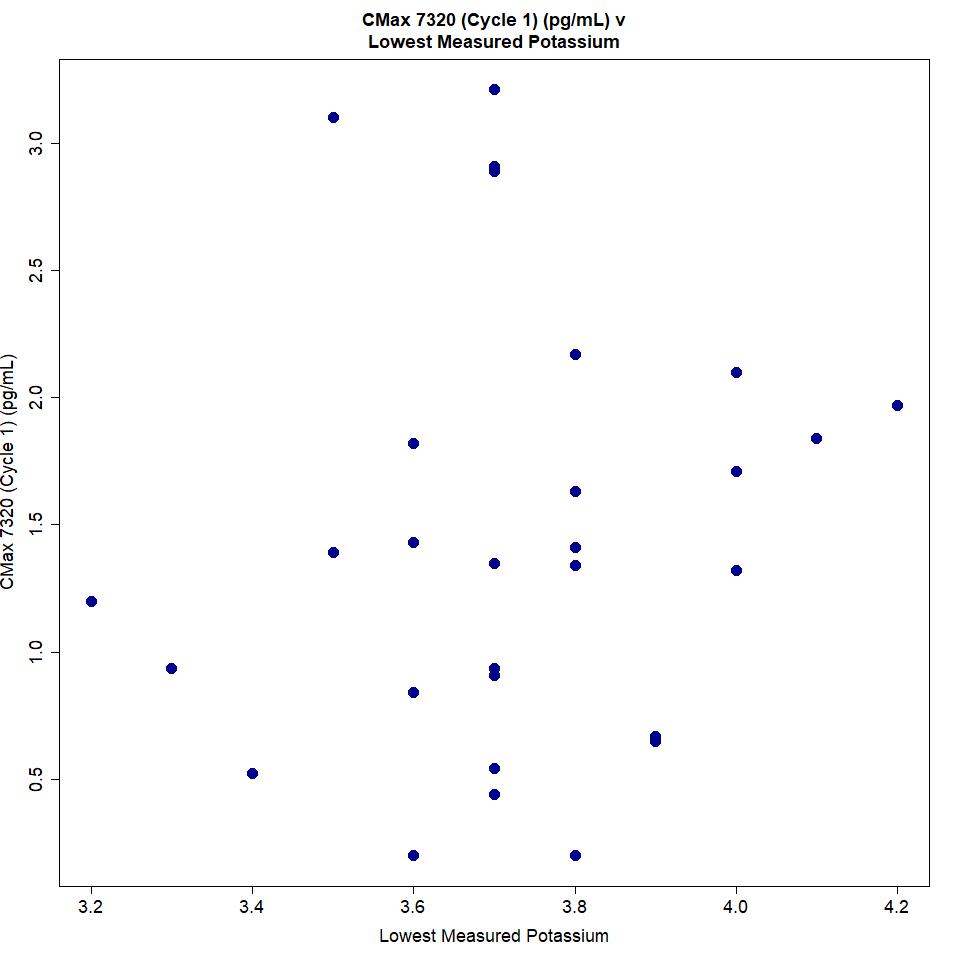 CMax 7320 (Cycle 1) (pg/mL) v
Lowest Measured Potassium
3.0
2.5
2.0
1.5
1.0
0.5
CMax 7320 (Cycle 1) (pg/mL)
3.2 3.4 3.6 3.8 4.0 4.2
Lowest Measured Potassium